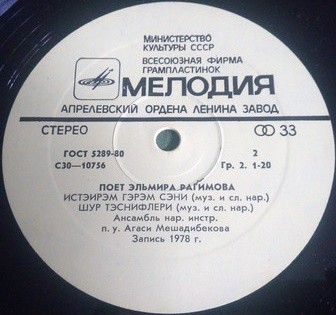 МИНИСТЕРСТВО
КУЛЬТУРЫ СССР
ВСЕСОЮЗНАЯ ФИРМА
ГРАМПЛАСТИНОК
МЕЛОДИЯ
АПРЕЛЕВСКИЙ ОРДЕНА ЛЕНИНА ЗАВОД
СТЕРЕО 33
ГОСТ 5289-80 2
С30—10756 Гр. 2. 1-20
ПОЕТ ЭЛЬМИРА РАГИМОВА
ИСТЭИРЭМ ГЭРЭМ СЭНИ (муз. и сл. нар.)
ШУР ТЭСНИФЛЕРИ (муз. и сл. нар.)
Ансамбль нар. инстр.
п. у. Агаси Мешадибекова
Запись 1978 г.